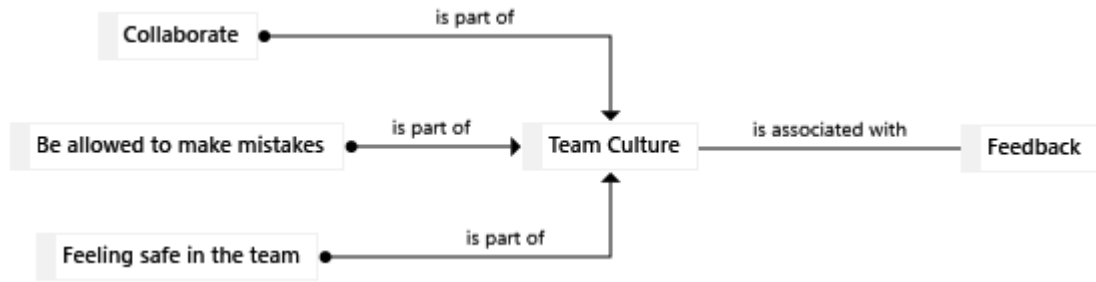 is part of
Collaborate
is part of
Be allowed to make mistakes
Team Culture
is associated with
Feedback
is part of
Feeling safe in the team